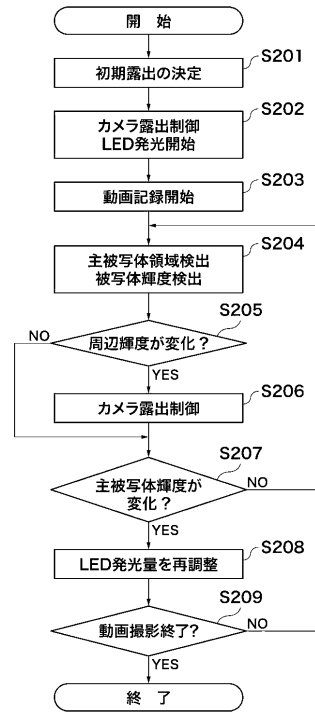 開 始
初期露出の決定
S201
カメラ露出制御
LED発光開始
S202
動画記録開始
S203
主被写体領域検出
被写体輝度検出
S204
周辺輝度が変化？
S205
NO
YES
カメラ露出制御
S206
主被写体輝度が
変化？
S207
NO
YES
LED発光量を再調整
S208
動画撮影終了?
S209
NO
YES
終 了